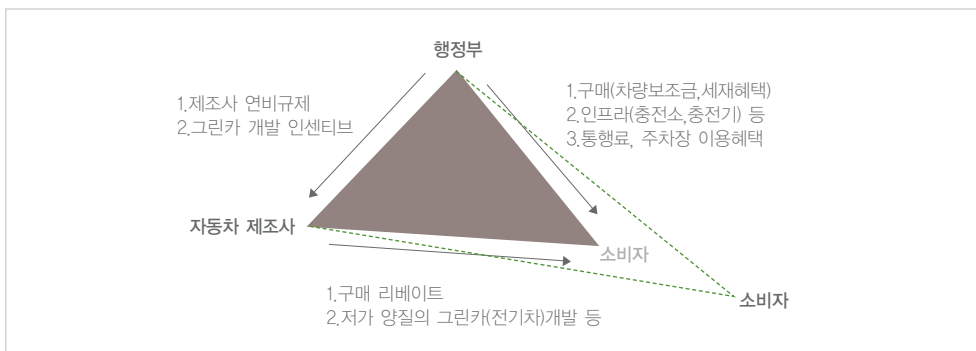 행정부
1.제조사 연비규제
2.그린카 개발 인센티브
1.구매(차량보조금,세재혜택)
2.인프라(충전소,충전기) 등
3.통행료, 주차장 이용혜택
자동차 제조사
소비자
1.구매 리베이트
2.저가 양질의 그린카(전기차)개발 등
소비자